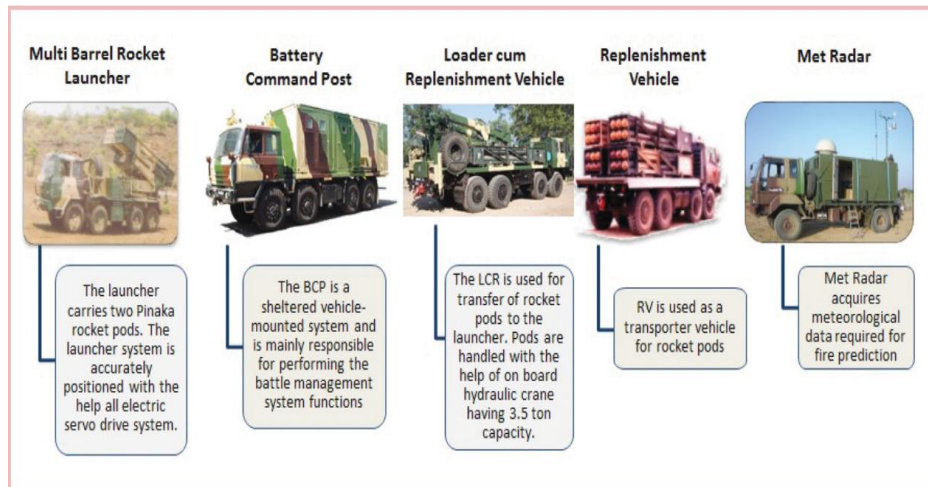 Multi Barrel Rocket
Launcher
Battery
Command Post
Loader cum
Replenishment Vehicle
Replenishment
Vehicle
Met Radar
The launcher
carries two Pinaka
rocket pods. The
launcher system is
accurately
positioned with the
help all electric
servo drive system.
The BCP is a
sheltered vehicle-
mounted system and
is mainly responsible
for performing the
battle management
system functions
The LCR is used for
transfer of rocket
pods to the
launcher. Pods are
handled with the
help of on board
hydraulic crane
having 3.5 ton
capacity.
RV is used as a
transporter vehicle
for rocket pods
Met Radar
acquires
meteorological
data required for
fire prediction